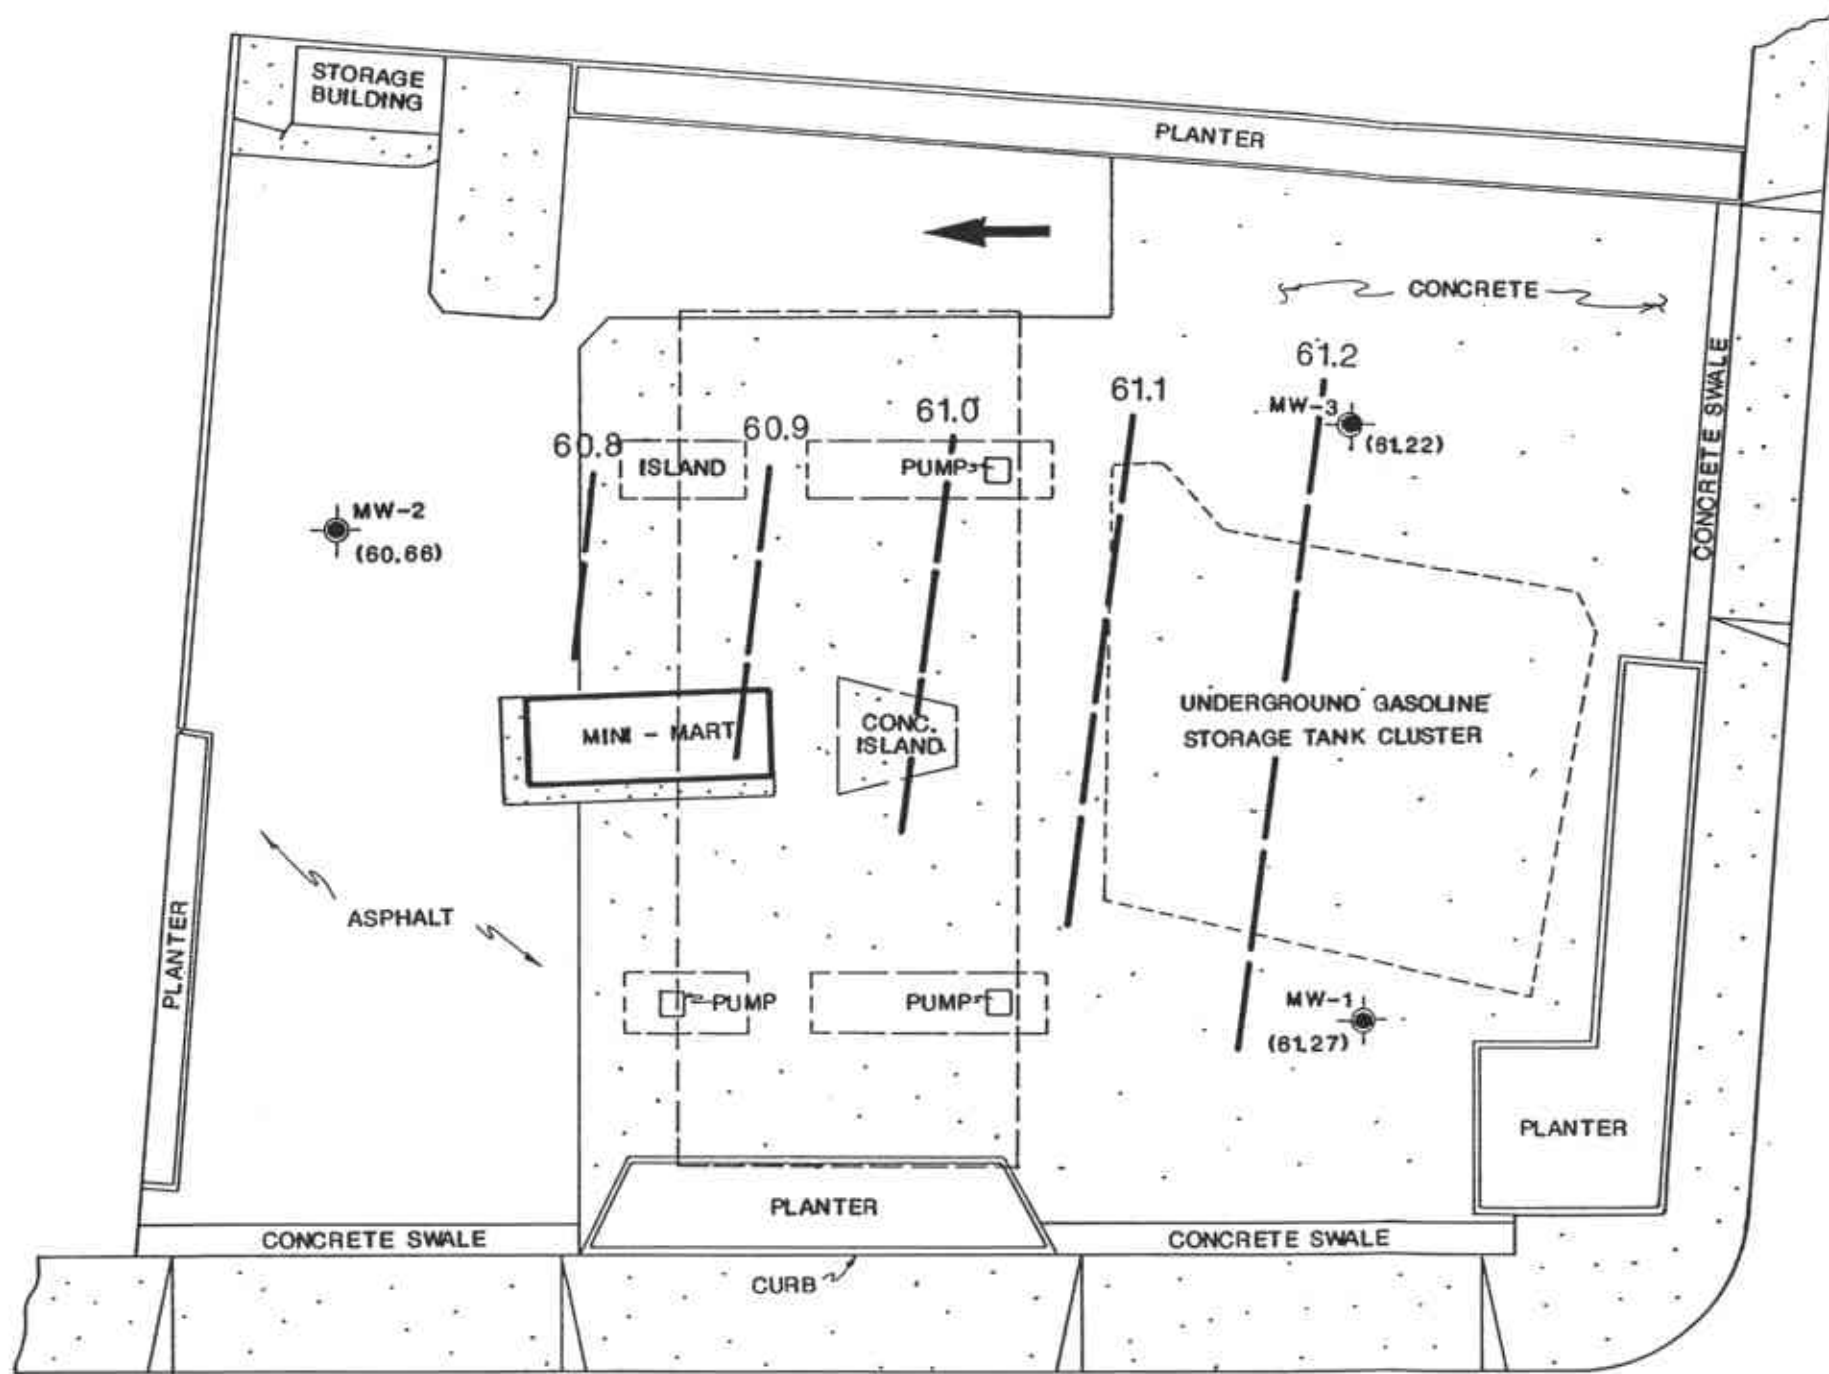 STORAGE
BUILDING
PLANTER
CONCRETE
CONCRETE SWALE
61.2
61.1
61.0
60.9
60.8
MW-3
(61.22)
ISLAND
PUMP
MW-2
(60.66)
UNDERGROUND GASOLINE
STORAGE TANK CLUSTER
MINI - MART
CONC.
ISLAND
ASPHALT
PLANTER
PUMP
PUMP
MW-1
(61.27)
PLANTER
PLANTER
CONCRETE SWALE
CONCRETE SWALE
CURB